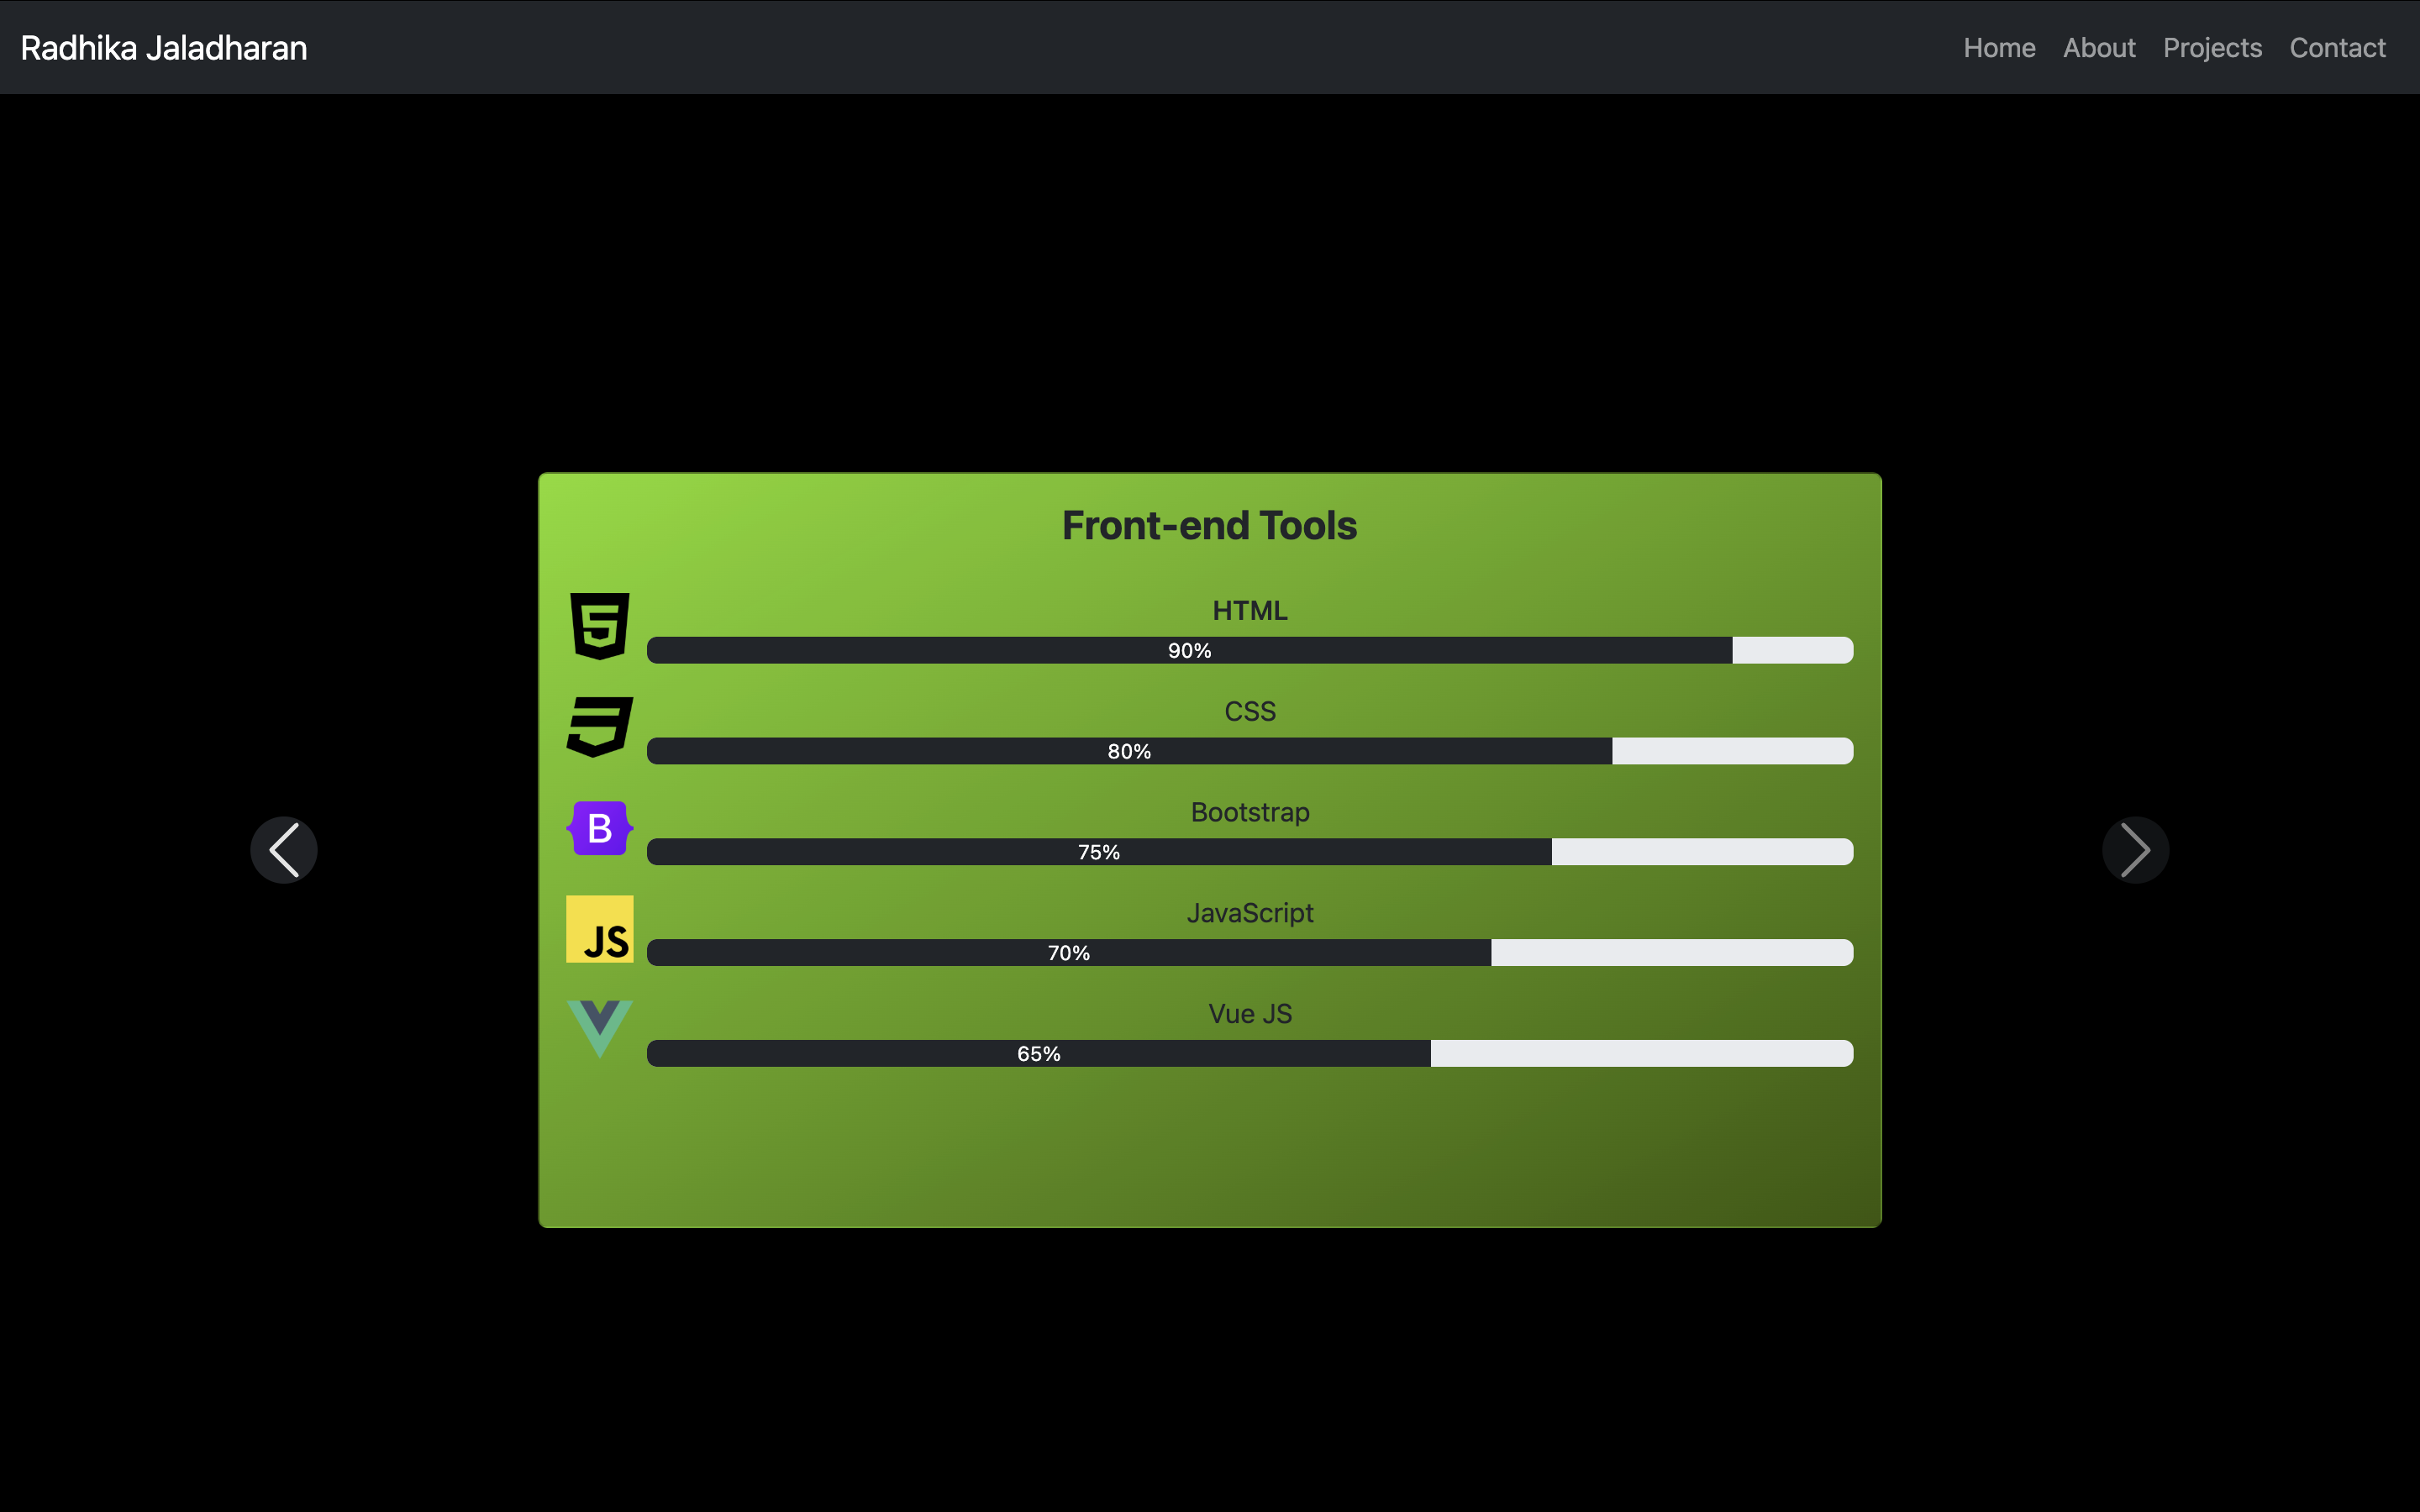 Radhika Jaladharan
Home About Projects Contact
Front-end Tools
HTML
90%
CSS
80%
B
Bootstrap
75%
JS
JavaScript
70%
Vue JS
65%